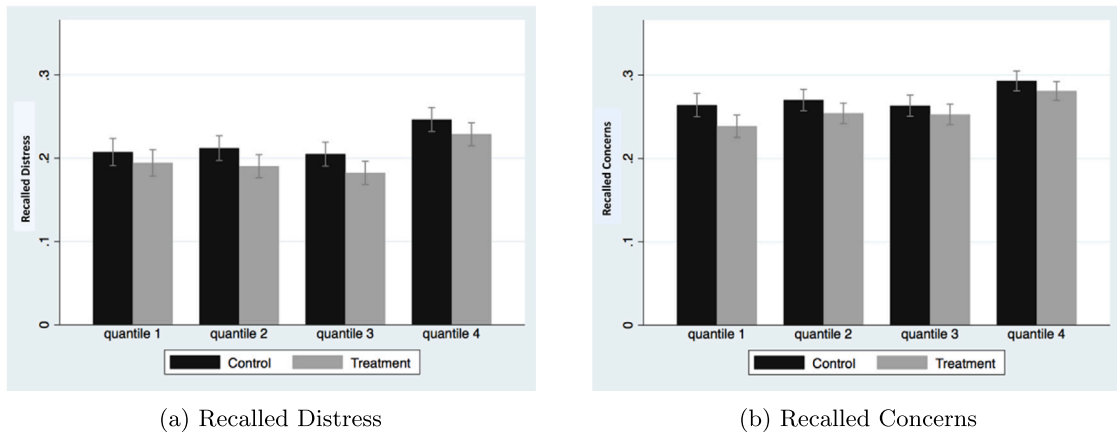 Recalled Distress
.3
.2
.1
0
quantile 1 quantile 2 quantile 3 quantile 4
Control Treatment
(a) Recalled Distress
Recalled Concerns
.3
.2
.1
0
quantile 1 quantile 2 quantile 3 quantile 4
Control Treatment
(b) Recalled Concerns